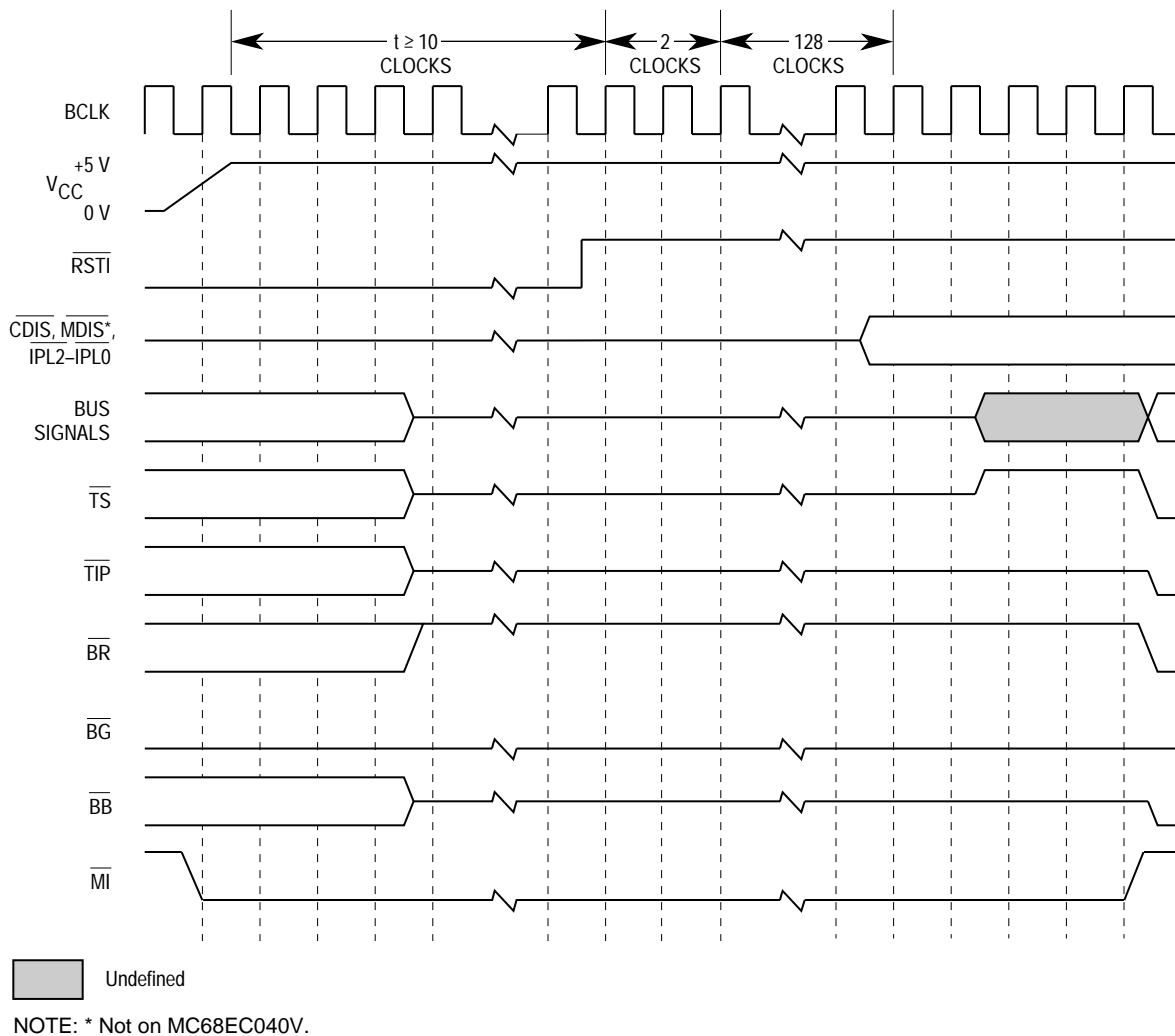 t ≥ 10
CLOCKS
2
CLOCKS
128
CLOCKS
BCLK
+5 V
VCC
0 V
RSTI
CDIS, MDIS*,
IPL2–IPL0
BUS
SIGNALS
TS
TIP
BR
BG
BB
MI
Undefined
NOTE: * Not on MC68EC040V.